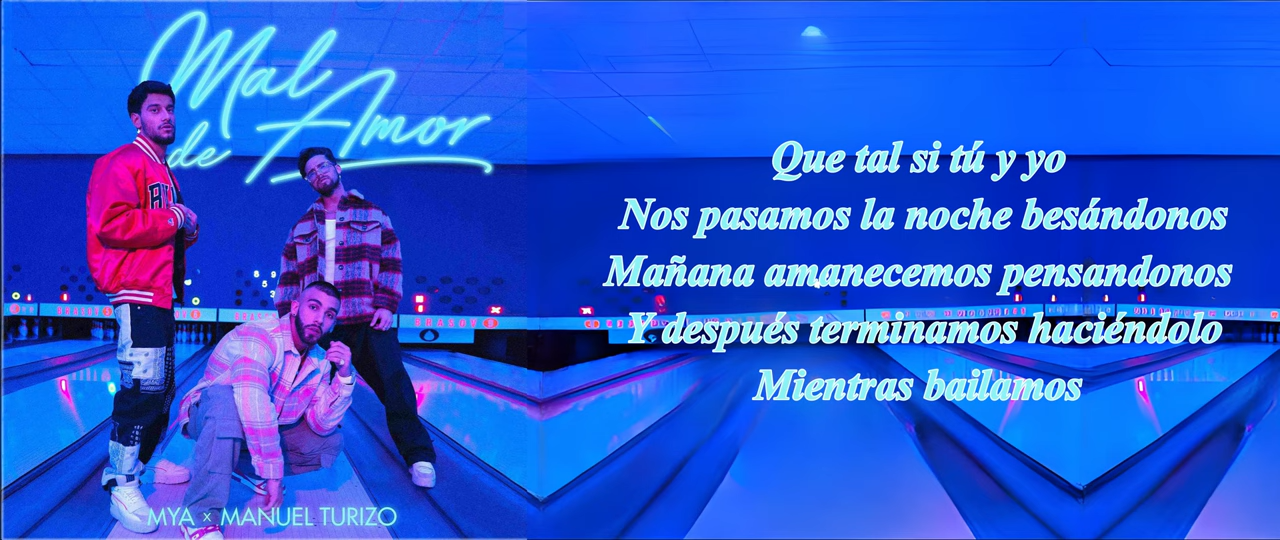 Mal
de Amor
MYA x MANUEL TURIZO
Que tal si tú y yo
Nos pasamos la noche besándonos
Mañana amanecemos pensandonos
Y después terminamos haciéndolo
Mientras bailamos